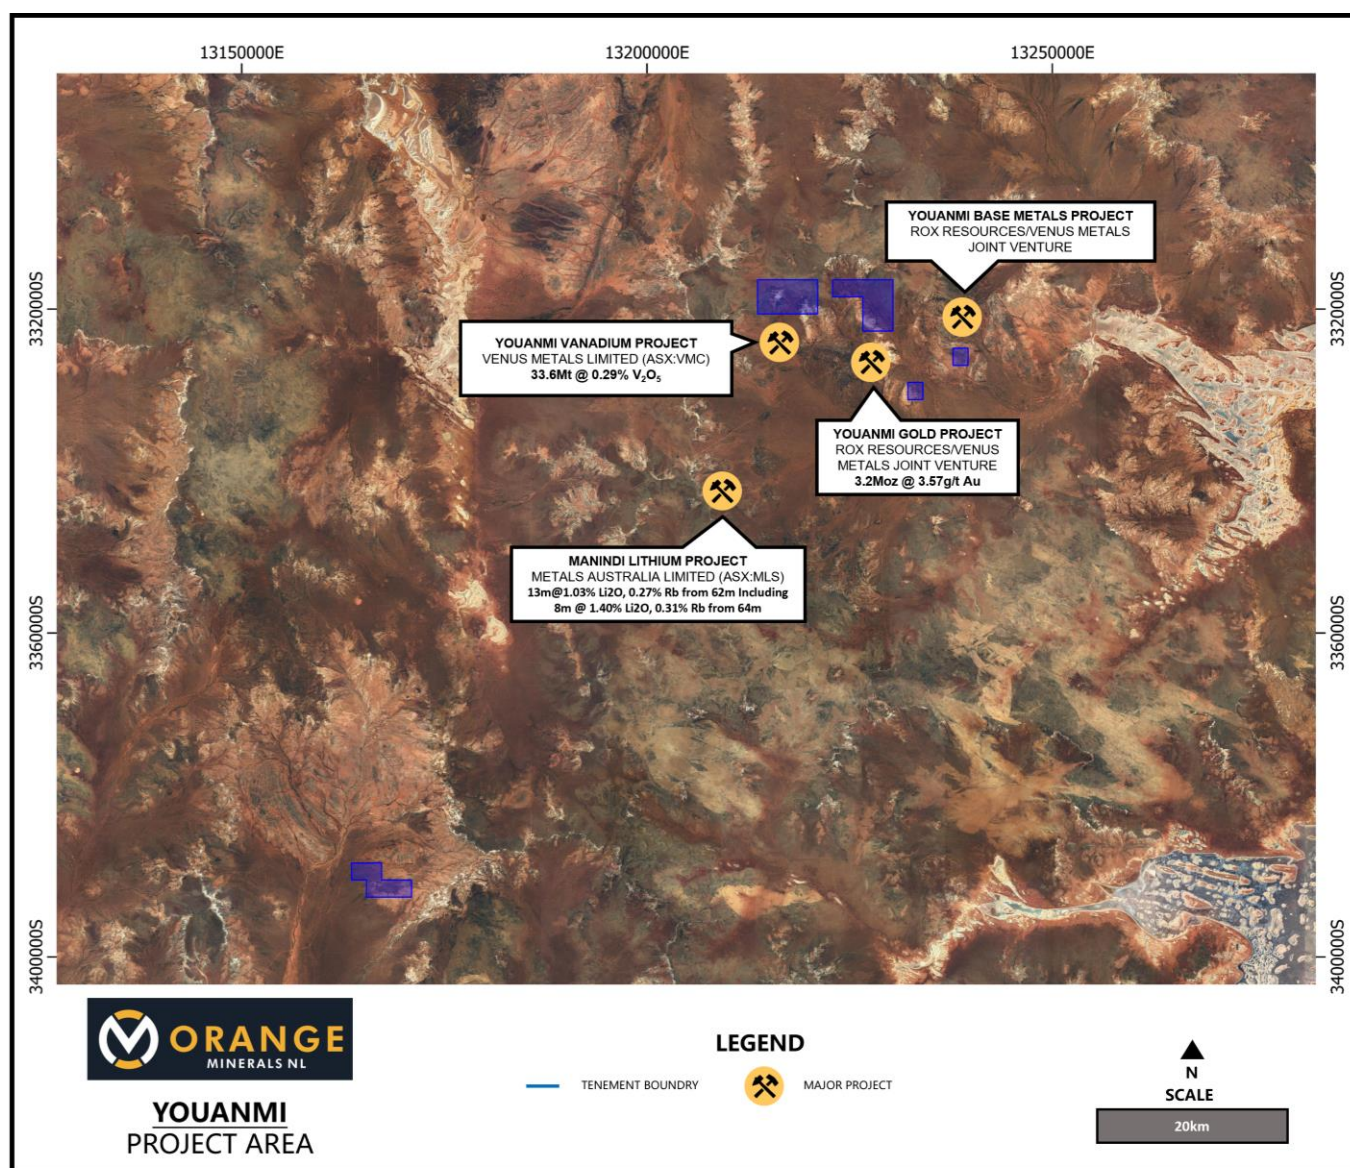 13150000E
13200000E
13250000E
YOUANMI BASE METALS PROJECT
ROX RESOURCES/VENUS METALS
JOINT VENTURE
3320000S
3320000S
YOUANMI VANADIUM PROJECT
VENUS METALS LIMITED (ASX:VMC)
33.6Mt @ 0.29% V₂O₅
YOUANMI GOLD PROJECT
ROX RESOURCES/VENUS
METALS JOINT VENTURE
3.2Moz @ 3.57g/t Au
MANINDI LITHIUM PROJECT
METALS AUSTRALIA LIMITED (ASX:MLS)
13m@1.03% Li2O, 0.27% Rb from 62m Including
8m @ 1.40% Li2O, 0.31% Rb from 64m
3360000S
3360000S
3400000S
3400000S
ORANGE
MINERALS NL
YOUANMI
PROJECT AREA
LEGEND
TENEMENT BOUNDRY
MAJOR PROJECT
N
SCALE
20km